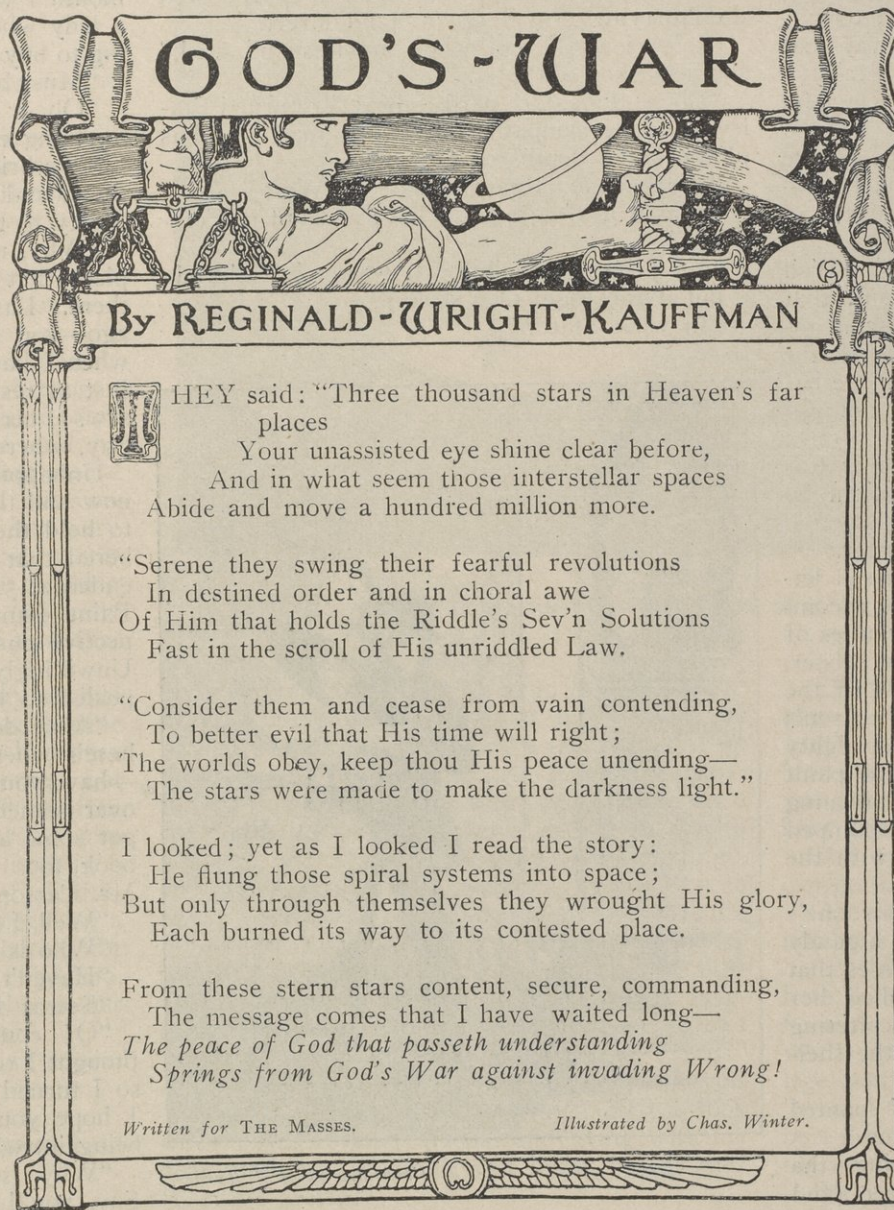 GOD'S-WAR
By REGINALD-WRIGHT-KAUFFMAN
THEY said: "Three thousand stars in Heaven's far
places
Your unassisted eye shine clear before,
And in what seem those interstellar spaces
Abide and move a hundred million more.
"Serene they swing their fearful revolutions
In destined order and in choral awe
Of Him that holds the Riddle's Sev'n Solutions
Fast in the scroll of His unriddled Law.
"Consider them and cease from vain contending,
To better evil that His time will right;
The worlds obey, keep thou His peace unending—
The stars were made to make the darkness light."
I looked; yet as I looked I read the story:
He flung those spiral systems into space;
But only through themselves they wrought His glory,
Each burned its way to its contested place.
From these stern stars content, secure, commanding,
The message comes that I have waited long—
The peace of God that passeth understanding
Springs from God's War against invading Wrong!
Written for THE MASSES. Illustrated by Chas. Winter.